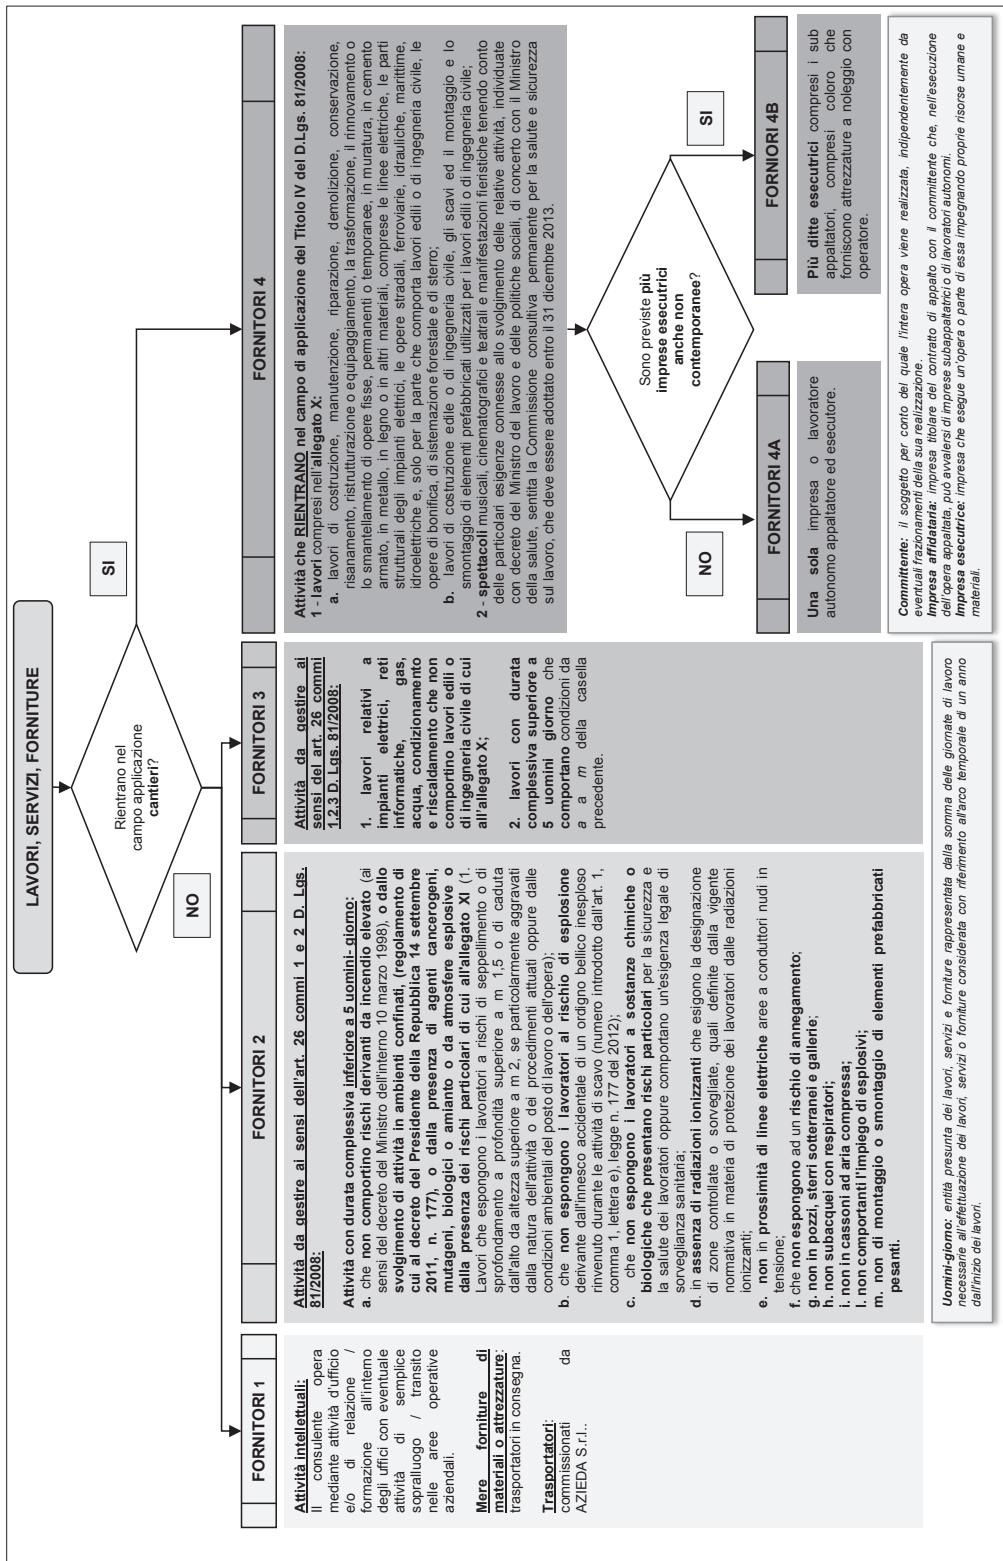 LAVORI, SERVIZI, FORNITURE
Rientrano nel
campo applicazione
cantieri?
NO
SI
FORNITORI 1
Attività intellettuali:
Il consulente opera
mediante attività d'ufficio
e/o di relazione /
formazione all'interno
degli uffici con eventuale
attività di semplice
sopralluogo / transito
nelle aree operative
aziendali.
Mere forniture di
materiali o attrezzature:
trasportatori in consegna.
Trasportatori: da
commissionati
AZIEDA S.r.l..
FORNITORI 2
Attività da gestire ai sensi dell'art. 26 commi 1 e 2 D. Lgs.
81/2008:
Attività con durata complessiva inferiore a 5 uomini- giorno:
a. che non comportino rischi derivanti da incendio elevato (ai
sensi del decreto del Ministro dell'interno 10 marzo 1998), o dallo
svolgimento di attività in ambienti confinati, (regolamento di
cui al decreto del Presidente della Repubblica 14 settembre
2011, n. 177), o dalla presenza di agenti cancerogeni,
mutageni, biologici o amianto o da atmosfere esplosive o
dalla presenza dei rischi particolari di cui all'allegato XI (1.
Lavori che espongono i lavoratori a rischi di seppellimento o di
sprofondamento a profondità superiore a m 1,5 o di caduta
dall'alto da altezza superiore a m 2, se particolarmente aggravati
dalla natura dell'attività o dei procedimenti attuati oppure dalle
condizioni ambientali del posto di lavoro o dell'opera);
b. che non espongono i lavoratori al rischio di esplosione
derivante dall'innesco accidentale di un ordigno bellico inesploso
rinvenuto durante le attività di scavo (numero introdotto dall'art. 1,
comma 1, lettera e), legge n. 177 del 2012);
c. che non espongono i lavoratori a sostanze chimiche o
biologiche che presentano rischi particolari per la sicurezza e
la salute dei lavoratori oppure comportano un'esigenza legale di
sorveglianza sanitaria;
d. in assenza di radiazioni ionizzanti che esigono la designazione
di zone controllate o sorvegliate, quali definite dalla vigente
normativa in materia di protezione dei lavoratori dalle radiazioni
ionizzanti;
e. non in prossimità di linee elettriche aree a conduttori nudi in
tensione;
f. che non espongono ad un rischio di annegamento;
g. non in pozzi, sterri sotterranei e gallerie;
h. non subacquei con respiratori;
i. non in cassoni ad aria compressa;
l. non comportanti l'impiego di esplosivi;
m. non di montaggio o smontaggio di elementi prefabbricati
pesanti.
FORNITORI 3
Attività da gestire ai
sensi del art. 26 commi
1,2,3 D. Lgs. 81/2008:
1. lavori relativi a
impianti elettrici, reti
informatiche, gas,
acqua, condizionamento
e riscaldamento che non
comportino lavori edili o
di ingegneria civile di cui
all'allegato X;
2. lavori con durata
complessiva superiore a
5 uomini giorno che
comportano condizioni da
a a m della casella
precedente.
Uomini-giorno: entità presunta dei lavori, servizi e forniture rappresentata dalla somma delle giornate di lavoro
necessarie all'effettuazione dei lavori, servizi o forniture considerata con riferimento all'arco temporale di un anno
dall'inizio dei lavori.
FORNITORI 4
Attività che RIENTRANO nel campo di applicazione del Titolo IV del D.Lgs. 81/2008:
1 - lavori compresi nell'allegato X:
a. lavori di costruzione, manutenzione, riparazione, demolizione, conservazione,
risanamento, ristrutturazione o equipaggiamento, la trasformazione, il rinnovamento o
lo smantellamento di opere fisse, permanenti o temporanee, in muratura, in cemento
armato, in metallo, in legno o in altri materiali, comprese le linee elettriche, le parti
strutturali degli impianti elettrici, le opere stradali, ferroviarie, idrauliche, marittime,
idroelettriche e, solo per la parte che comporta lavori edili o di ingegneria civile, le
opere di bonifica, di sistemazione forestale e di sterro;
b. lavori di costruzione edile o di ingegneria civile, gli scavi ed il montaggio e lo
smontaggio di elementi prefabbricati utilizzati per i lavori edili o di ingegneria civile;
2 - spettacoli musicali, cinematografici e teatrali e manifestazioni fieristiche tenendo conto
delle particolari esigenze connesse allo svolgimento delle relative attività, individuate
con decreto del Ministro del lavoro e delle politiche sociali, di concerto con il Ministro
della salute, sentita la Commissione consultiva permanente per la salute e sicurezza
sul lavoro, che deve essere adottato entro il 31 dicembre 2013.
Sono previste più
imprese esecutrici
anche non
contemporanee?
NO
SI
FORNITORI 4A
Una sola impresa o lavoratore
autonomo appaltatore ed esecutore.
FORNIORI 4B
Più ditte esecutrici compresi i sub
appaltatori, compresi coloro che
forniscono attrezzature a noleggio con
operatore.
Committente: il soggetto per conto del quale l'intera opera viene realizzata, indipendentemente da
eventuali frazionamenti della sua realizzazione.
Impresa affidataria: impresa titolare del contratto di appalto con il committente che, nell'esecuzione
dell'opera appaltata, può avvalersi di imprese subappaltatrici o di lavoratori autonomi.
Impresa esecutrice: impresa che esegue un'opera o parte di essa impegnando proprie risorse umane e
materiali.